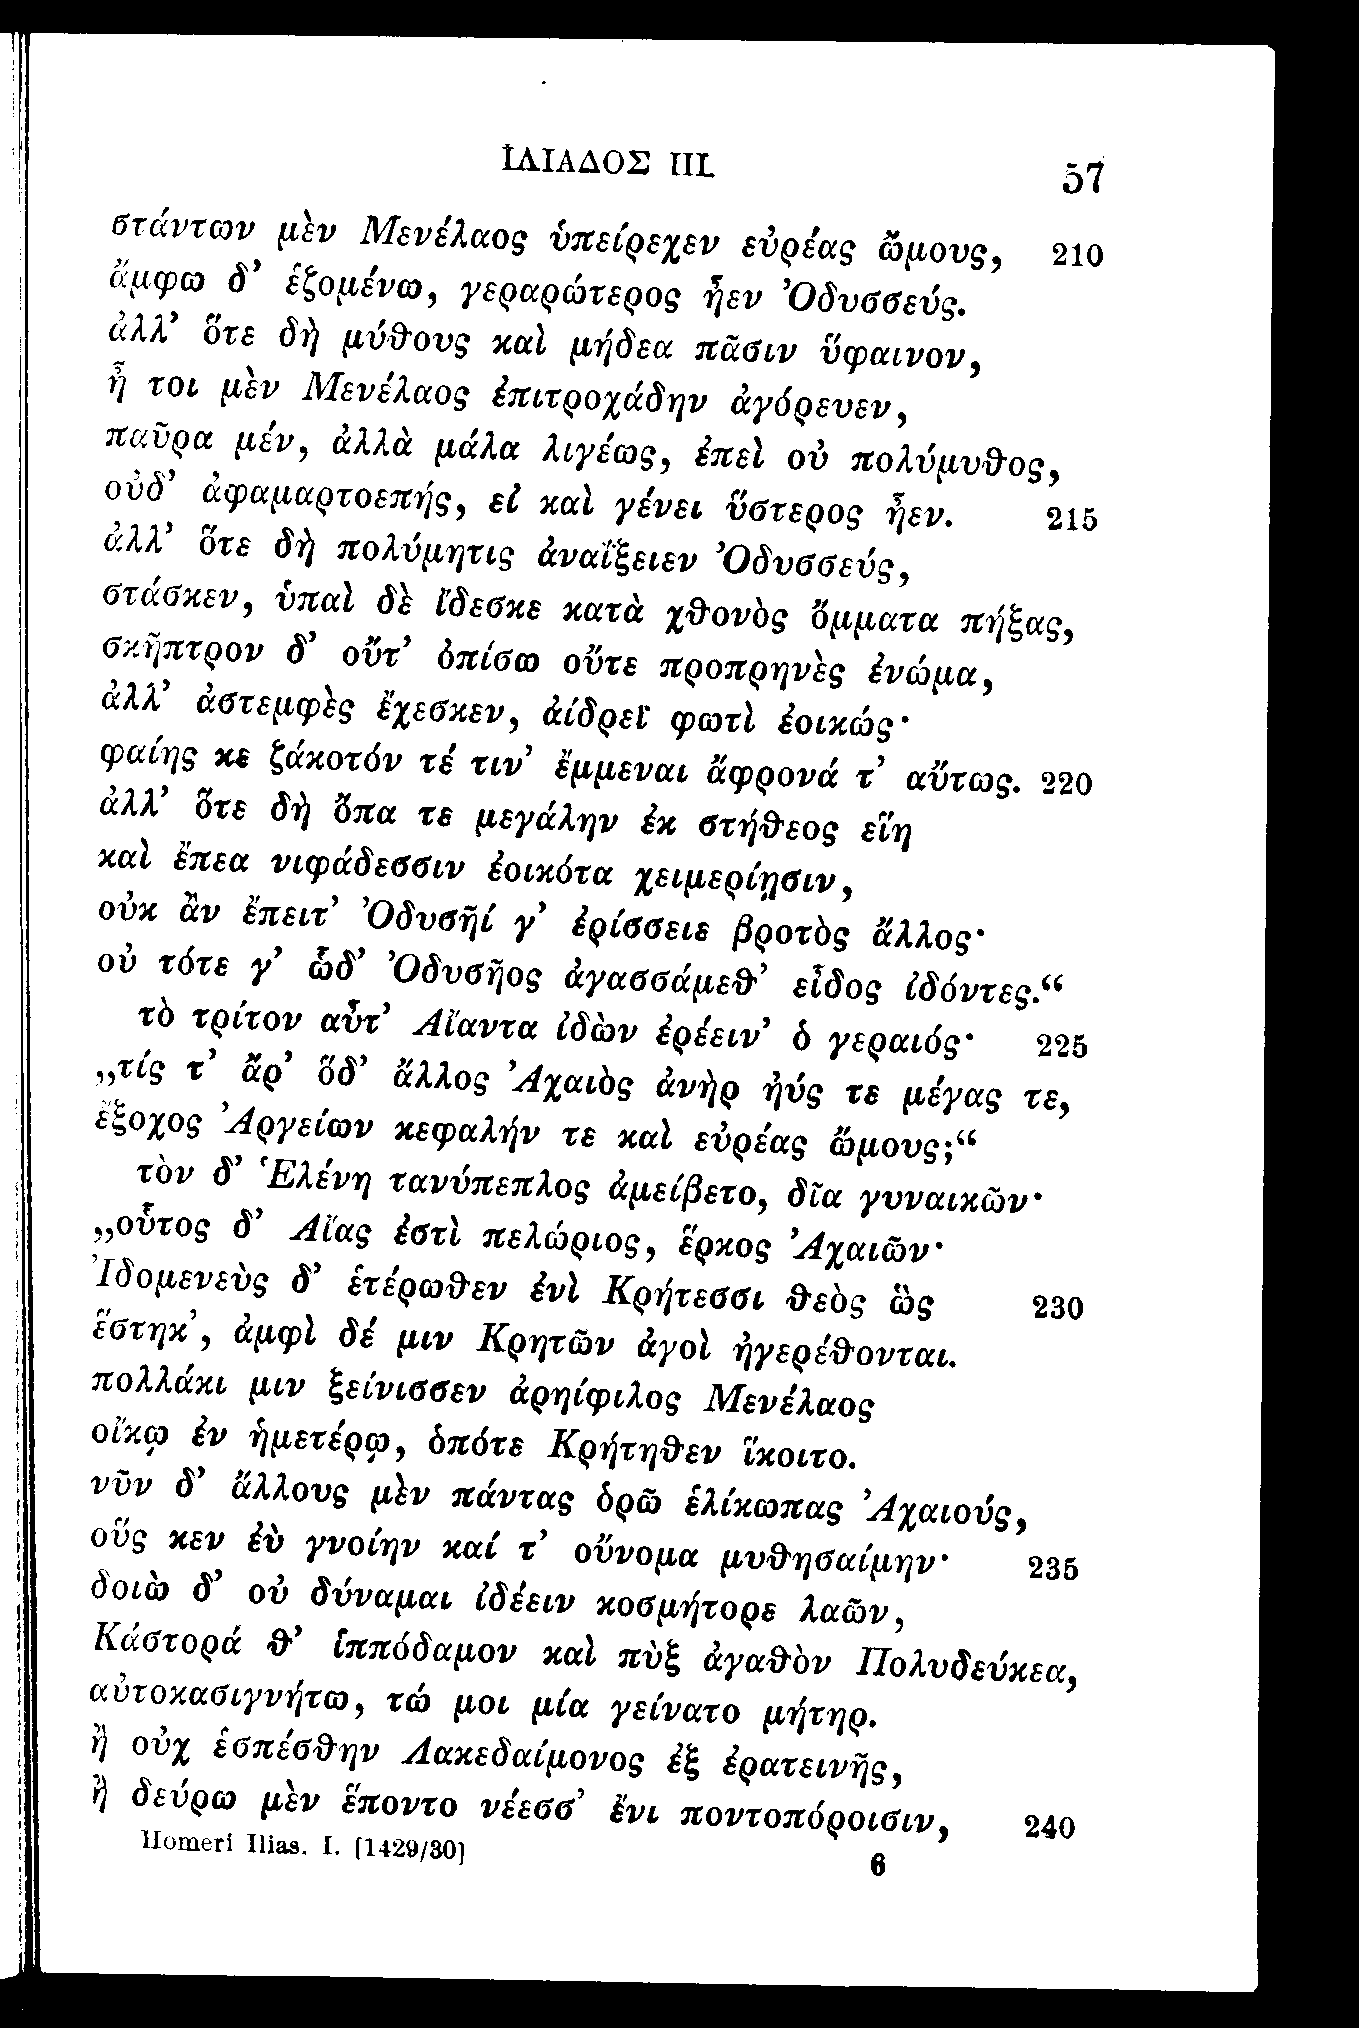 ΙΛΙΑΔΟΣ III. 57
στάντων μὲν Μενέλαος ὑπείρεχεν εὐρέας ὤμους, 210
ἄμφω δ’ ἑζομένω, γεραρώτερος ἦεν Ὀδυσσεύς.
ἀλλ’ ὅτε δὴ μύθους καὶ μήδεα πᾶσιν ὕφαινον,
ἦ τοι μὲν Μενέλαος ἐπιτροχάδην ἀγόρευεν,
παῦρα μέν, ἀλλὰ μάλα λιγέως, ἐπεὶ οὐ πολύμυθος,
οὐδ’ ἀφαμαρτοεπής, εἰ καὶ γένει ὕστερος ἦεν. 215
ἀλλ’ ὅτε δὴ πολύμητις ἀναΐξειεν Ὀδυσσεύς,
στάσκεν, ὑπαὶ δὲ ἴδεσκε κατὰ χθονὸς ὄμματα πήξας,
σκῆπτρον δ’ οὔτ’ ὀπίσω οὔτε προπρηνὲς ἐνώμα,
ἀλλ’ ἀστεμφὲς ἔχεσκεν, ἀίδρεϊ φωτὶ ἐοικώς·
φαίης κε ζάκοτόν τέ τιν’ ἔμμεναι ἄφρονά τ’ αὔτως. 220
ἀλλ’ ὅτε δὴ ὄπα τε μεγάλην ἐκ στήθεος εἵη
καὶ ἔπεα νιφάδεσσιν ἐοικότα χειμερίῃσιν,
οὐκ ἂν ἔπειτ’ Ὀδυσῆί γ’ ἐρίσσειε βροτὸς ἄλλος·
οὐ τότε γ’ ὧδ’ Ὀδυσῆος ἀγασσάμεθ’ εἶδος ἰδόντες.“
τὸ τρίτον αὖτ’ Αἴαντα ἰδὼν ἐρέειν’ ὁ γεραιός· 225
„τίς τ’ ἄρ’ ὅδ’ ἄλλος Ἀχαιὸς ἀνὴρ ἠύς τε μέγας τε,
ἔξοχος Ἀργείων κεφαλήν τε καὶ εὐρέας ὤμους;“
τὸν δ’ Ἑλένη τανύπεπλος ἀμείβετο, δῖα γυναικῶν·
„οὗτος δ’ Αἴας ἐστὶ πελώριος, ἕρκος Ἀχαιῶν·
Ἰδομενεὺς δ’ ἑτέρωθεν ἐνὶ Κρήτεσσι θεὸς ὣς 230
ἕστηκ’, ἀμφὶ δέ μιν Κρητῶν ἀγοὶ ἠγερέθονται.
πολλάκι μιν ξείνισσεν ἀρηίφιλος Μενέλαος
οἴκῳ ἐν ἡμετέρῳ, ὁπότε Κρήτηθεν ἵκοιτο.
νῦν δ’ ἄλλους μὲν πάντας ὁρῶ ἑλίκωπας Ἀχαιούς,
οὕς κεν ἐὺ γνοίην καί τ’ οὔνομα μυθησαίμην· 235
δοιὼ δ’ οὐ δύναμαι ἰδέειν κοσμήτορε λαῶν,
Κάστορά θ’ ἱππόδαμον καὶ πὺξ ἀγαθὸν Πολυδεύκεα,
αὐτοκασιγνήτω, τώ μοι μία γείνατο μήτηρ.
ἢ οὐχ ἑσπέσθην Λακεδαίμονος ἐξ ἐρατεινῆς,
ἢ δεύρω μὲν ἕποντο νέεσσ’ ἔνι ποντοπόροισιν, 240
Homeri Ilias. I. [1429/30] 6